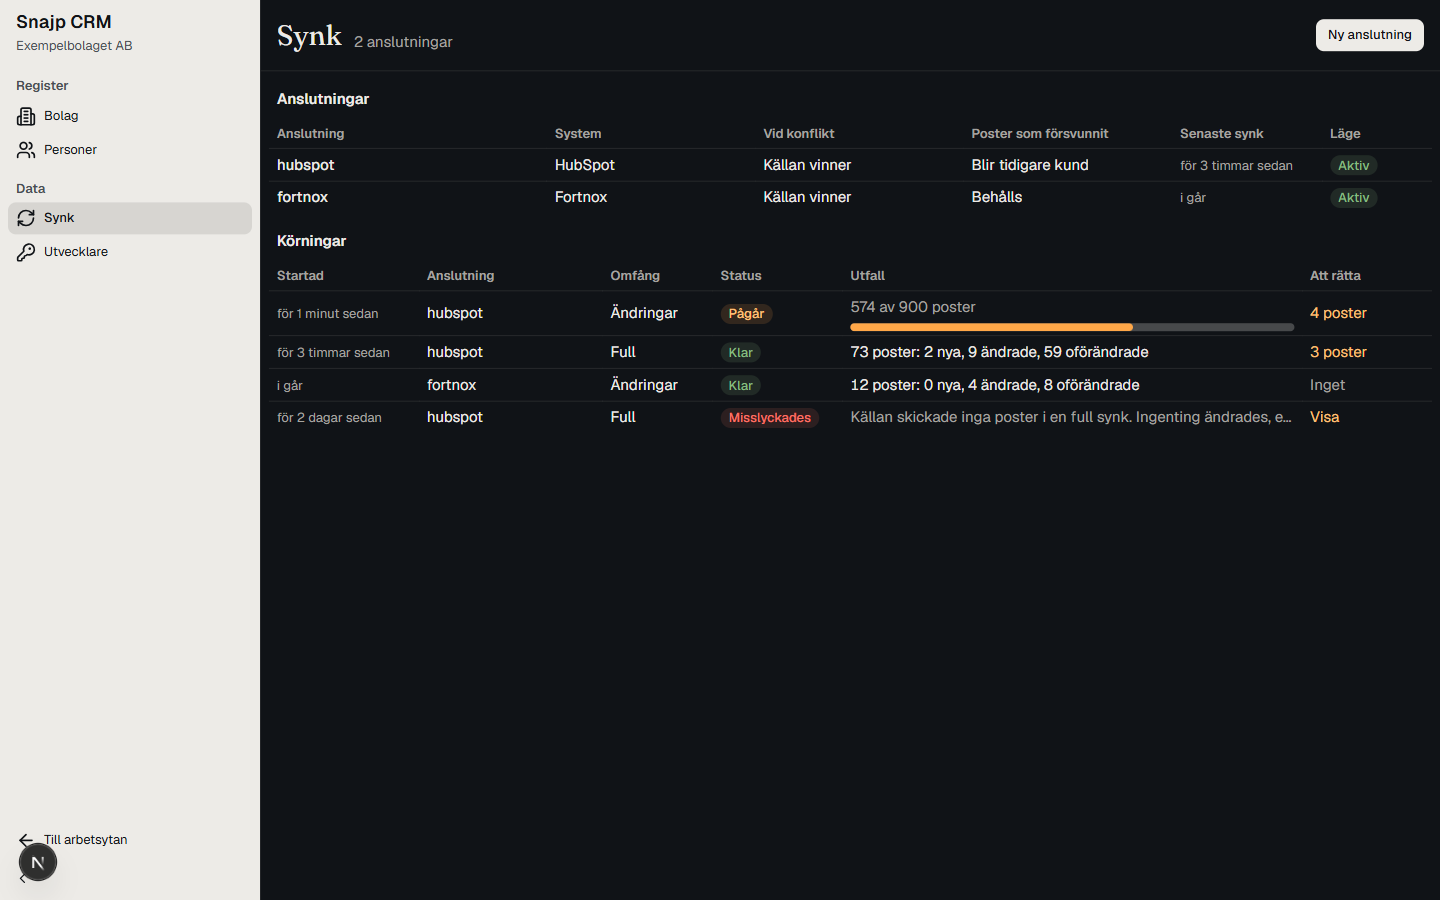 Snajp CRM
Exempelbolaget AB
Register
Bolag
Personer
Data
Synk
Utvecklare
Till arbetsytan
N
Synk 2 anslutningar
Ny anslutning
Anslutningar
Anslutning System Vid konflikt Poster som försvunnit Senaste synk Läge
hubspot HubSpot Källan vinner Blir tidigare kund för 3 timmar sedan Aktiv
fortnox Fortnox Källan vinner Behålls i går Aktiv
Körningar
Startad Anslutning Omfång Status Utfall Att rätta
för 1 minut sedan hubspot Ändringar Pågår 574 av 900 poster 4 poster
för 3 timmar sedan hubspot Full Klar 73 poster: 2 nya, 9 ändrade, 59 oförändrade 3 poster
i går fortnox Ändringar Klar 12 poster: 0 nya, 4 ändrade, 8 oförändrade Inget
för 2 dagar sedan hubspot Full Misslyckades Källan skickade inga poster i en full synk. Ingenting ändrades, e... Visa